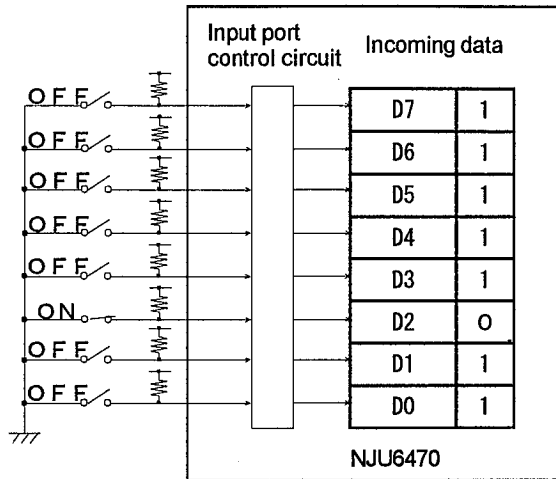 Input port
control circuit
Incoming data
OFF D7 1
OFF D6 1
OFF D5 1
OFF D4 1
OFF D3 1
ON D2 0
OFF D1 1
OFF D0 1
NJU6470